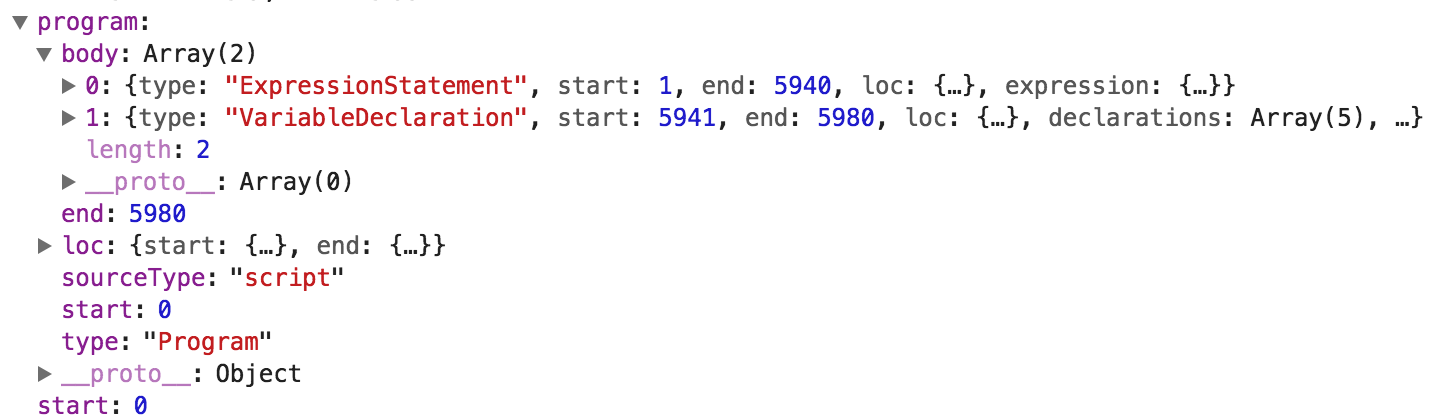 ▼ program:
▼ body: Array(2)
▶ 0: {type: "ExpressionStatement", start: 1, end: 5940, loc: {…}, expression: {…}}
▶ 1: {type: "VariableDeclaration", start: 5941, end: 5980, loc: {…}, declarations: Array(5), …}
length: 2
▶ __proto__: Array(0)
end: 5980
▶ loc: {start: {…}, end: {…}}
sourceType: "script"
start: 0
type: "Program"
▶ __proto__: Object
start: 0